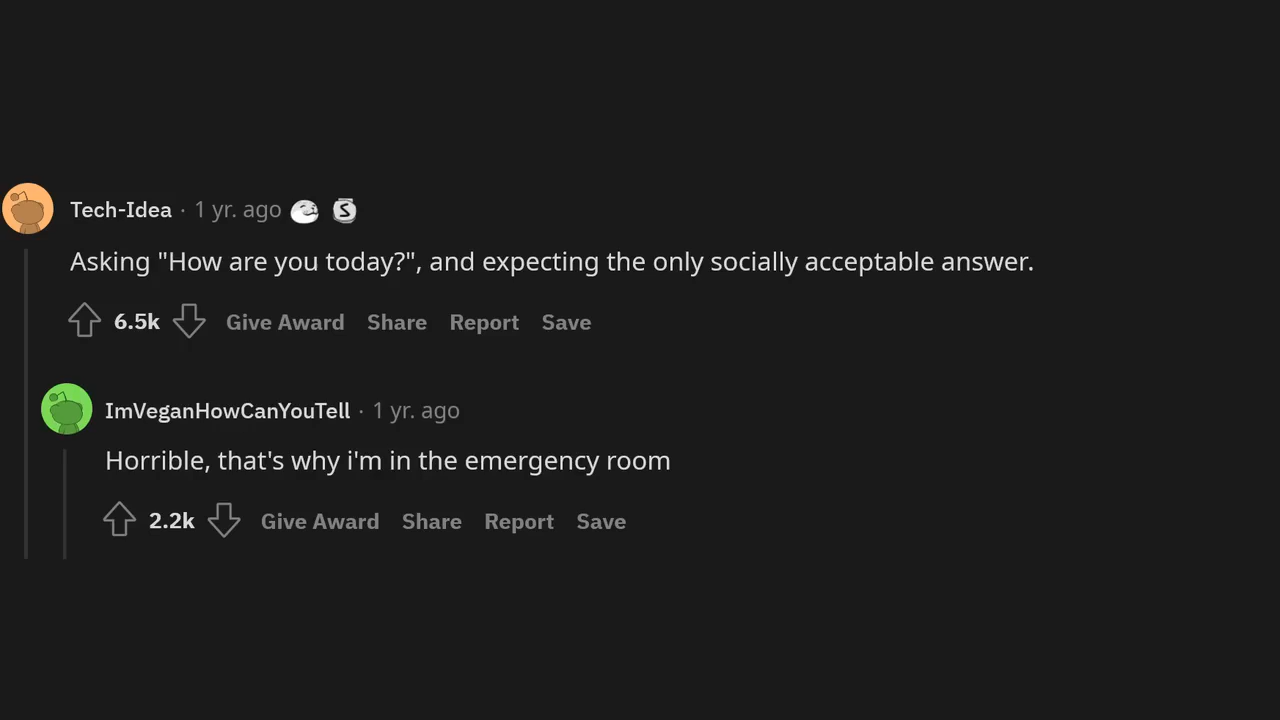 Tech-Idea · 1 yr. ago S
Asking "How are you today?", and expecting the only socially acceptable answer.
6.5k Give Award Share Report Save
ImVeganHowCanYouTell · 1 yr. ago
Horrible, that's why i'm in the emergency room
2.2k Give Award Share Report Save